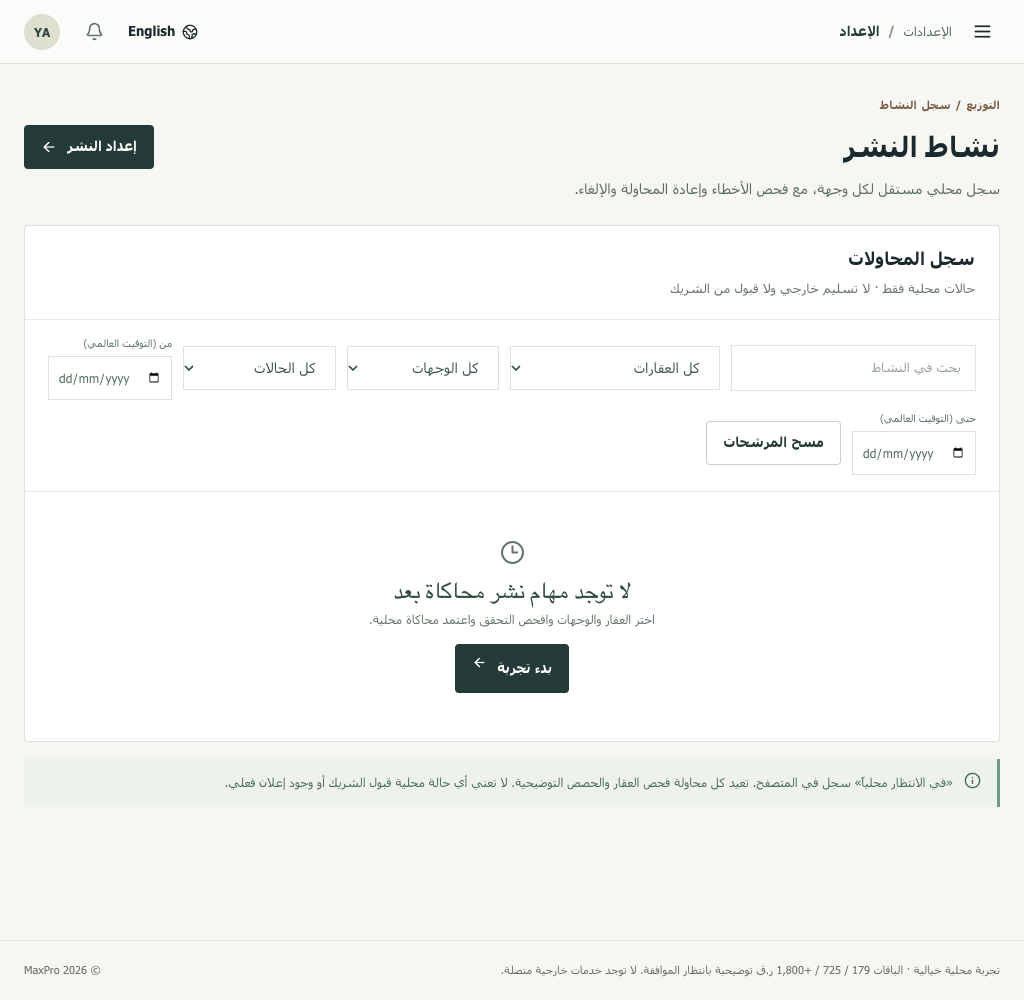 الإعدادات / الإعداد
English
YA
التوزيع / سجل النشاط
نشاط النشر
إعداد النشر
سجل محلي مستقل لكل وجهة، مع فحص الأخطاء وإعادة المحاولة والإلغاء.
سجل المحاولات
حالات محلية فقط · لا تسليم خارجي ولا قبول من الشريك
بحث في النشاط
كل العقارات
كل الوجهات
كل الحالات
من (التوقيت العالمي)
dd/mm/yyyy
حتى (التوقيت العالمي)
dd/mm/yyyy
مسح المرشحات
لا توجد مهام نشر محاكاة بعد
اختر العقار والوجهات وافحص التحقق واعتمد محاكاة محلية.
بدء تجربة
«في الانتظار محلياً» سجل في المتصفح. تعيد كل محاولة فحص العقار والحصص التوضيحية. لا تعني أي حالة محلية قبول الشريك أو وجود إعلان فعلي.
تجربة محلية خيالية · الباقات 179 / 725 / +1,800 ر.ق توضيحية بانتظار الموافقة. لا توجد خدمات خارجية متصلة.
© 2026 MaxPro